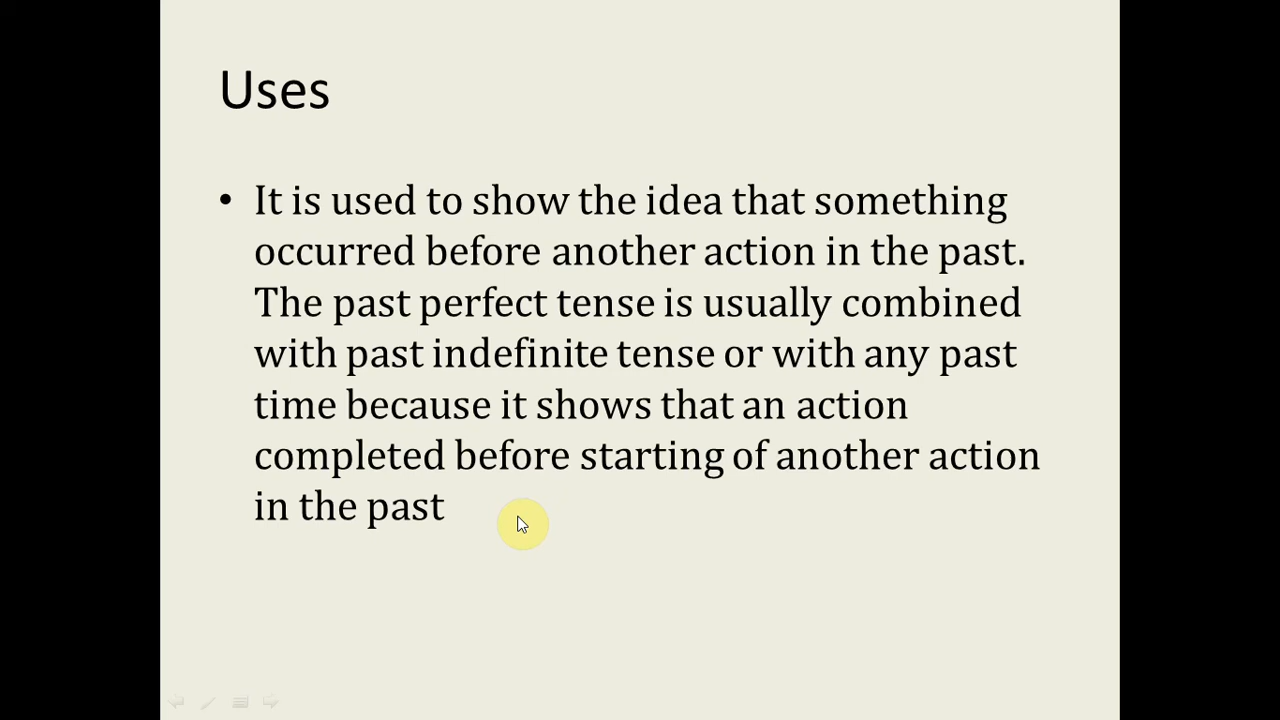 Uses
• It is used to show the idea that something
occurred before another action in the past.
The past perfect tense is usually combined
with past indefinite tense or with any past
time because it shows that an action
completed before starting of another action
in the past